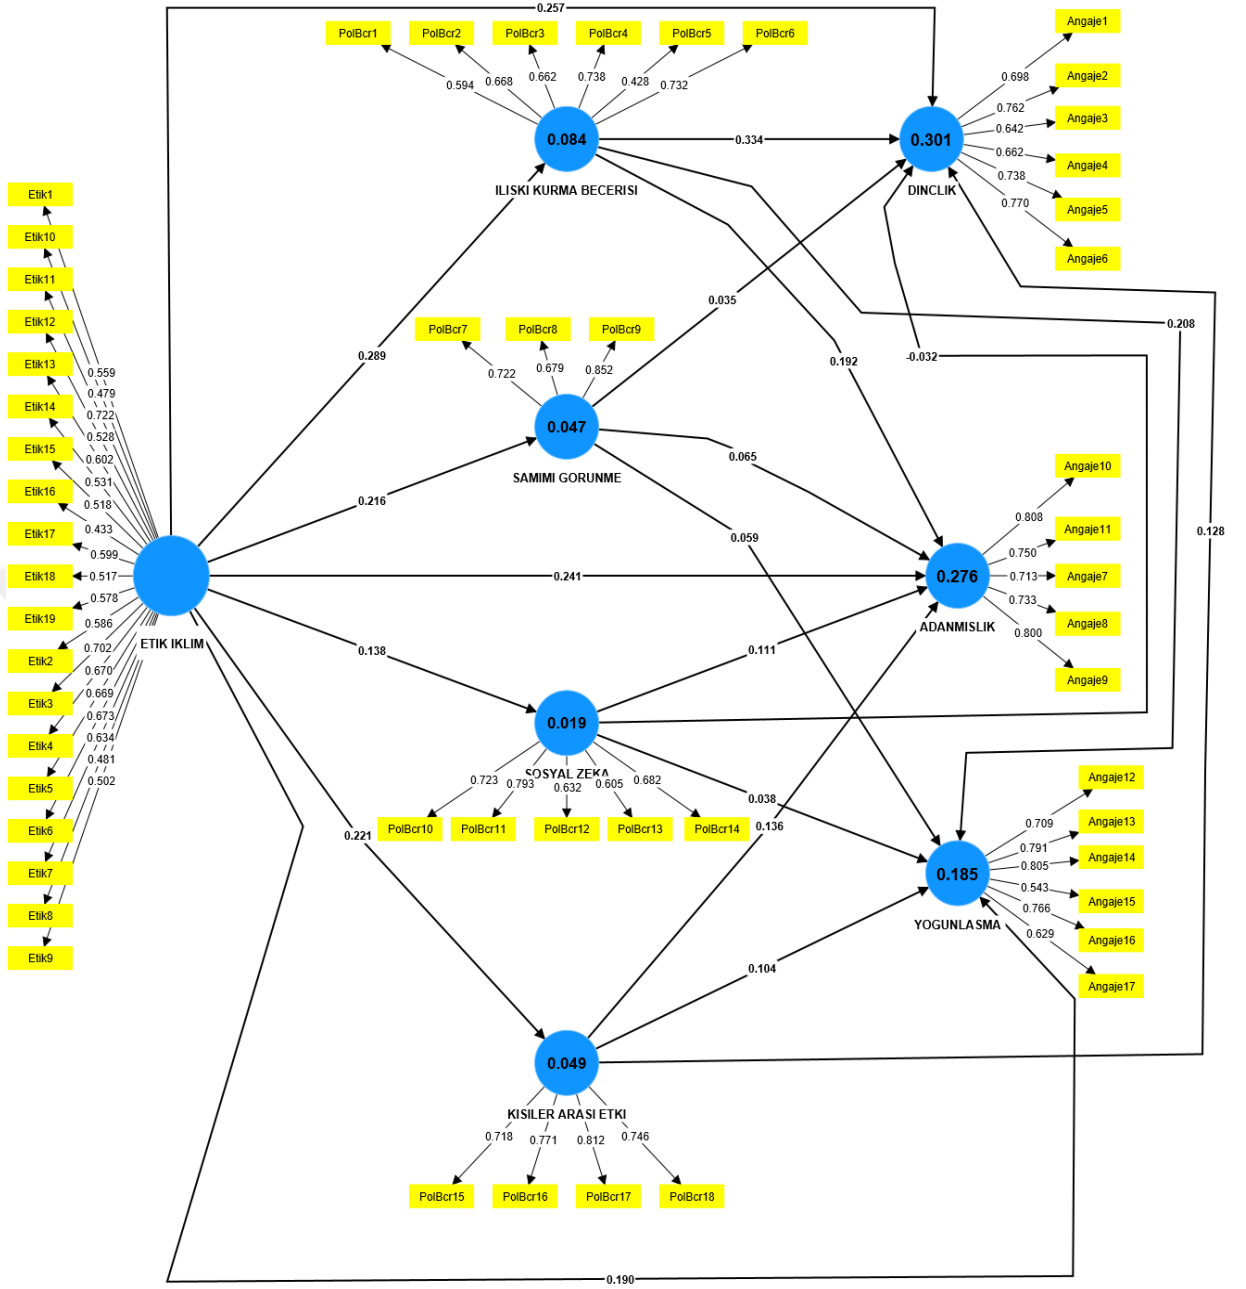 0.257
PolBcr1 PolBcr2 PolBcr3 PolBcr4 PolBcr5 PolBcr6
0.594 0.668 0.662 0.738 0.428 0.732
0.084
ILISKI KURMA BECERISI
0.334
Angaje1
Angaje2
Angaje3
Angaje4
Angaje5
Angaje6
0.698
0.762
0.642
0.662
0.738
0.770
0.301
DINCLIK
Etik1
Etik10
Etik11
Etik12
Etik13
Etik14
Etik15
Etik16
Etik17
Etik18
Etik19
Etik2
Etik3
Etik4
Etik5
Etik6
Etik7
Etik8
Etik9
0.559
0.479
0.722
0.528
0.602
0.531
0.518
0.433
0.599
0.517
0.578
0.586
0.702
0.670
0.669
0.673
0.634
0.481
0.502
ETIK IKLIM
0.289
0.216
0.241
0.138
0.221
0.190
PolBcr7 PolBcr8 PolBcr9
0.722 0.679 0.852
0.047
SAMIMI GORUNME
0.035
0.065
0.059
0.192
0.208
-0.032
0.128
Angaje10
Angaje11
Angaje7
Angaje8
Angaje9
0.808
0.750
0.713
0.733
0.800
0.276
ADANMISLIK
0.111
0.019
SOSYAL ZEKA
0.723 0.793 0.632 0.605 0.682
PolBcr10 PolBcr11 PolBcr12 PolBcr13 PolBcr14
0.038
0.136
0.104
Angaje12
Angaje13
Angaje14
Angaje15
Angaje16
Angaje17
0.709
0.791
0.805
0.543
0.766
0.629
0.185
YOGUNLASMA
0.049
KISILER ARASI ETKI
0.718 0.771 0.812 0.746
PolBcr15 PolBcr16 PolBcr17 PolBcr18